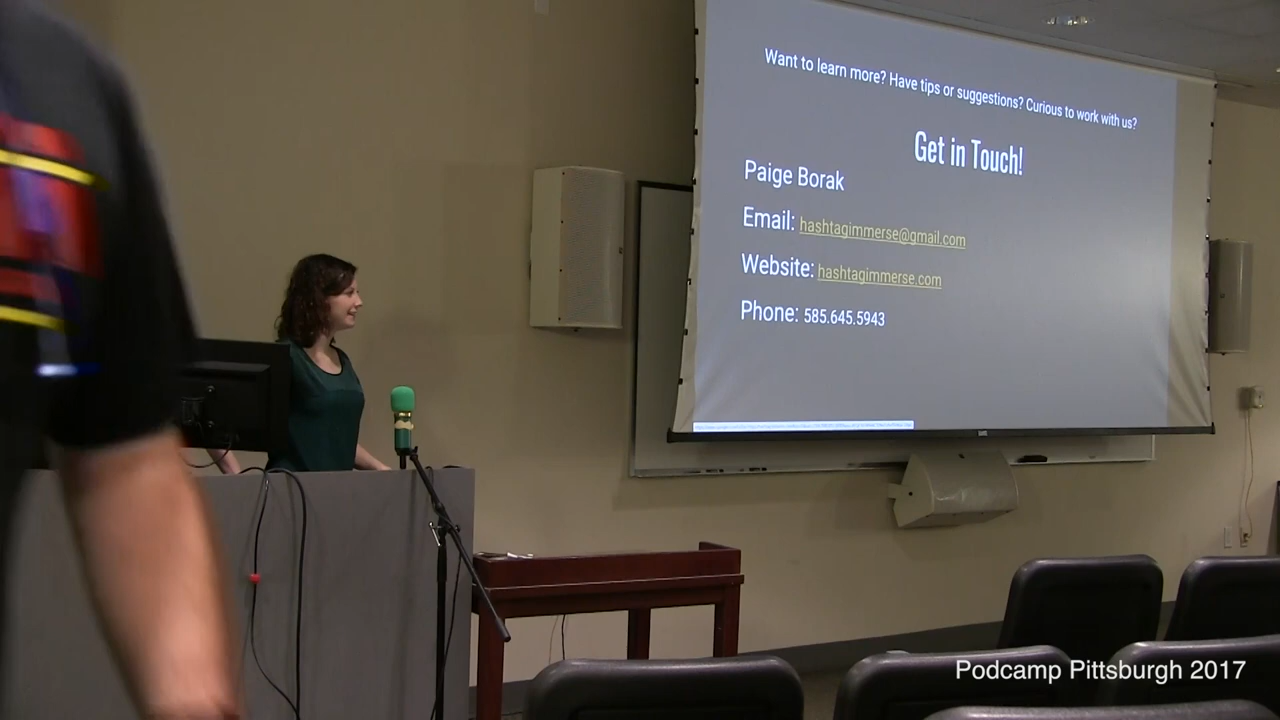 Want to learn more? Have tips or suggestions? Curious to work with us?
Get in Touch!
Paige Borak
Email: hashtagimmerse@gmail.com
Website: hashtagimmerse.com
Phone: 585.645.5943
Podcamp Pittsburgh 2017